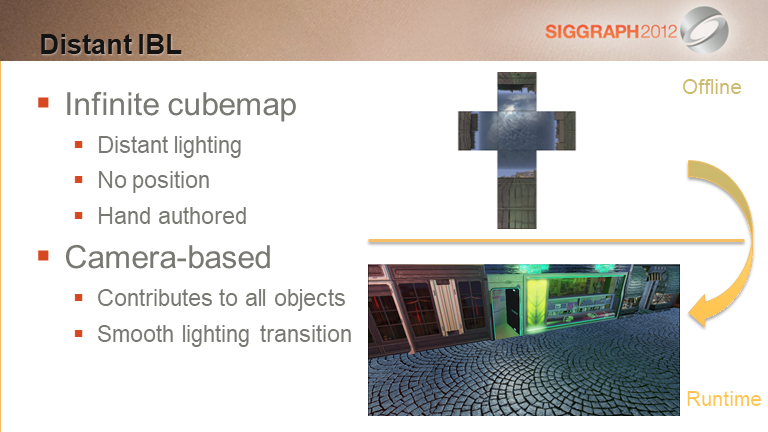 Distant IBL
SIGGRAPH2012
Infinite cubemap
Distant lighting
No position
Hand authored
Camera-based
Contributes to all objects
Smooth lighting transition
Offline
Runtime